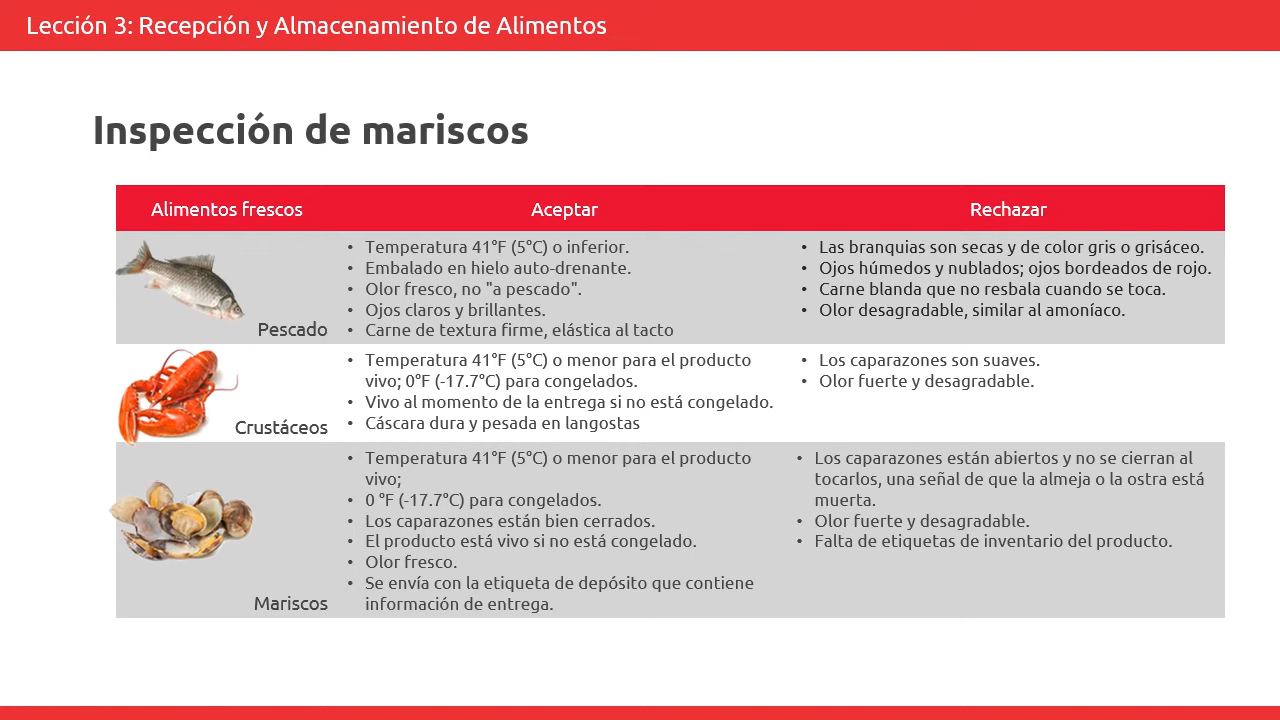 Lección 3: Recepción y Almacenamiento de Alimentos
Inspección de mariscos
Alimentos frescos
Aceptar
Rechazar
Pescado
• Temperatura 41°F (5°C) o inferior.
• Embalado en hielo auto-drenante.
• Olor fresco, no "a pescado".
• Ojos claros y brillantes.
• Carne de textura firme, elástica al tacto
• Las branquias son secas y de color gris o grisáceo.
• Ojos húmedos y nublados; ojos bordeados de rojo.
• Carne blanda que no resbala cuando se toca.
• Olor desagradable, similar al amoníaco.
Crustáceos
• Temperatura 41°F (5°C) o menor para el producto
vivo; 0°F (-17.7°C) para congelados.
• Vivo al momento de la entrega si no está congelado.
• Cáscara dura y pesada en langostas
• Los caparazones son suaves.
• Olor fuerte y desagradable.
Mariscos
• Temperatura 41°F (5°C) o menor para el producto
vivo;
• 0 °F (-17.7°C) para congelados.
• Los caparazones están bien cerrados.
• El producto está vivo si no está congelado.
• Olor fresco.
• Se envía con la etiqueta de depósito que contiene
información de entrega.
• Los caparazones están abiertos y no se cierran al
tocarlos, una señal de que la almeja o la ostra está
muerta.
• Olor fuerte y desagradable.
• Falta de etiquetas de inventario del producto.